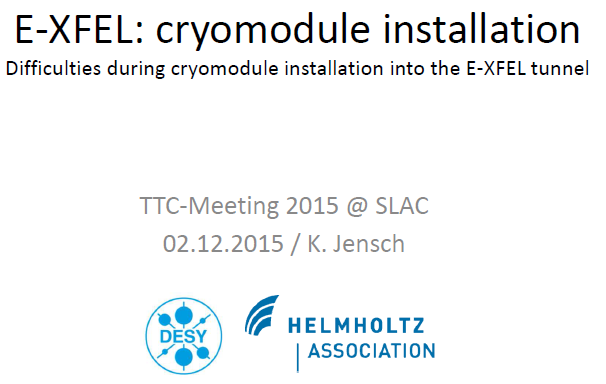 E-XFEL: cryomodule installation
Difficulties during cryomodule installation into the E-XFEL tunnel
TTC-Meeting 2015 @ SLAC
02.12.2015 / K. Jensch
DESY
HELMHOLTZ
ASSOCIATION